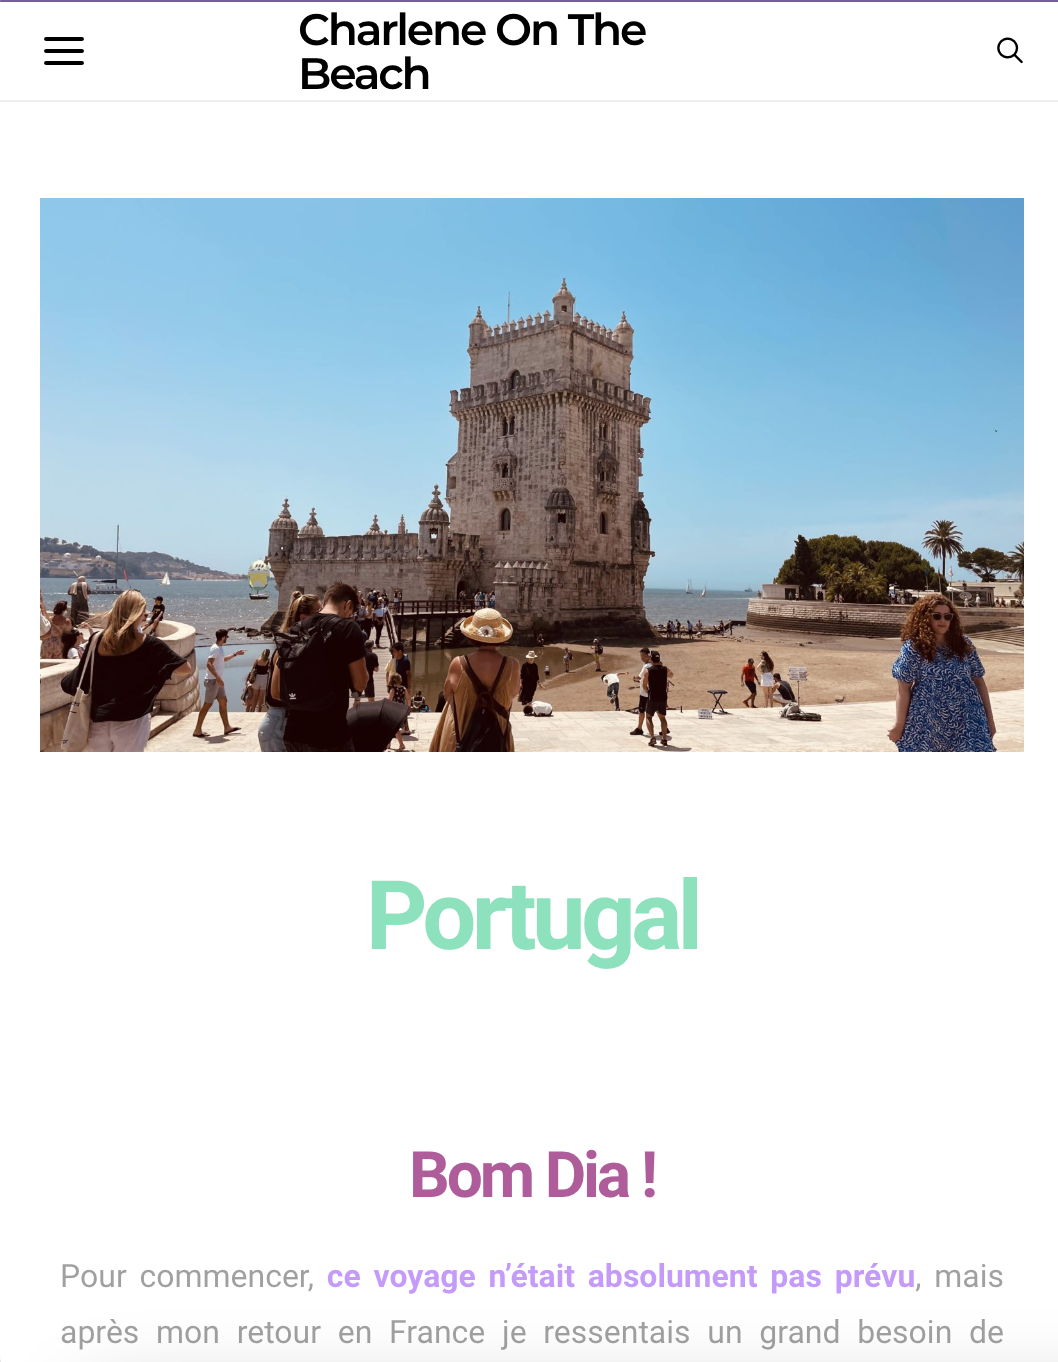 Charlene On The
Beach
Portugal
Bom Dia !
Pour commencer, ce voyage n’était absolument pas prévu, mais
après mon retour en France je ressentais un grand besoin de